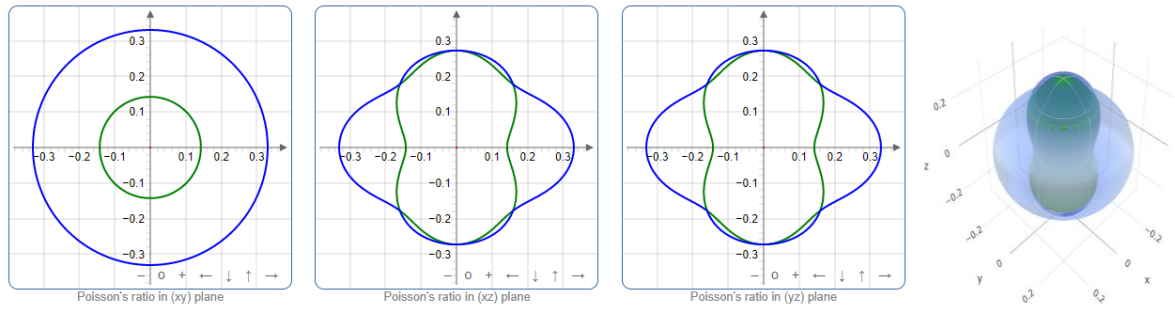 0.3
0.2
0.1
−0.3 −0.2 −0.1 0.1 0.2 0.3
−0.1
−0.2
−0.3
− o + ← ↓ ↑ →
Poisson's ratio in (xy) plane
0.3
0.2
0.1
−0.3 −0.2 −0.1 0.1 0.2 0.3
−0.1
−0.2
−0.3
− o + ← ↓ ↑ →
Poisson's ratio in (xz) plane
0.3
0.2
0.1
−0.3 −0.2 −0.1 0.1 0.2 0.3
−0.1
−0.2
−0.3
− o + ← ↓ ↑ →
Poisson's ratio in (yz) plane
0.2
0
z
−0.2
−0.2
0
y
0.2
−0.2
0
x
0.2